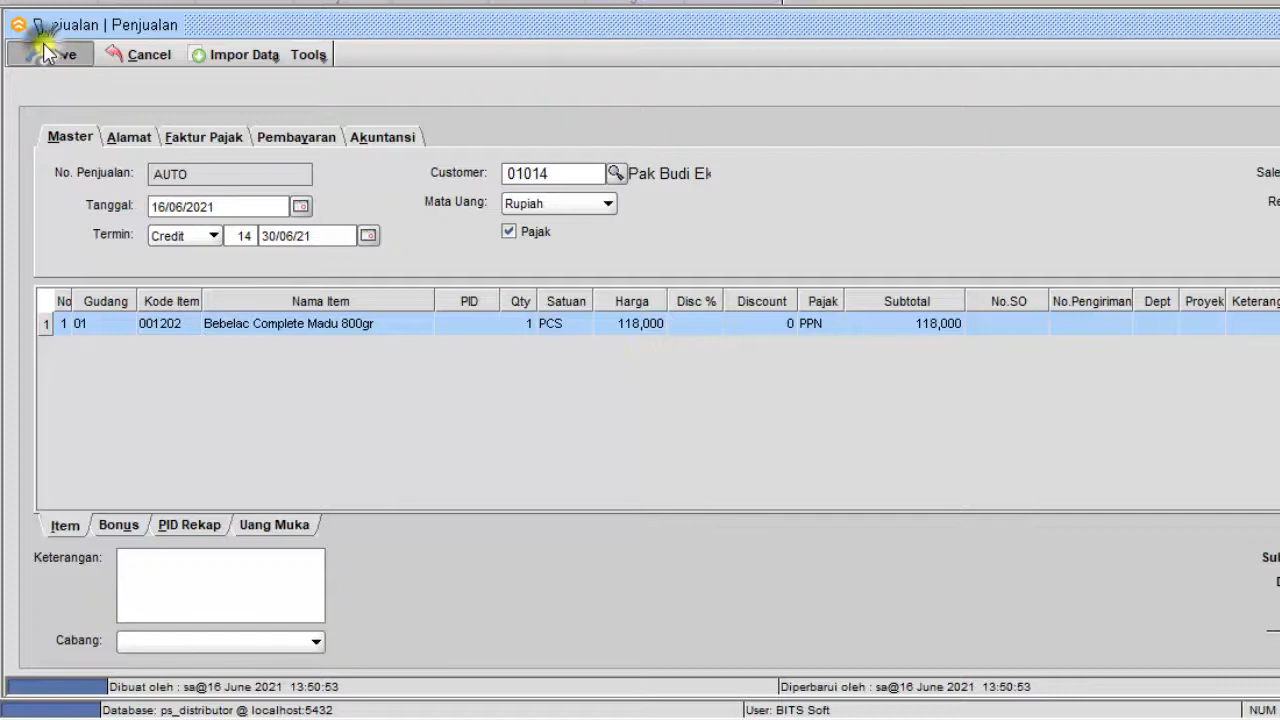 Penjualan | Penjualan
Cancel Impor Data Tools
Master Alamat Faktur Pajak Pembayaran Akuntansi
No. Penjualan: AUTO Customer: 01014 Pak Budi Ek Sale
Tanggal: 16/06/2021 Mata Uang: Rupiah Re
Termin: Credit 14 30/06/21 Pajak
No Gudang Kode Item Nama Item PID Qty Satuan Harga Disc % Discount Pajak Subtotal No.SO No.Pengiriman Dept Proyek Keterang
1 1 01 001202 Bebelac Complete Madu 800gr 1 PCS 118,000 0 PPN 118,000
Item Bonus PID Rekap Uang Muka
Keterangan: Sul
Cabang:
Dibuat oleh : sa@16 June 2021 13:50:53 Diperbarui oleh : sa@16 June 2021 13:50:53
Database: ps_distributor @ localhost:5432 User: BITS Soft NUM